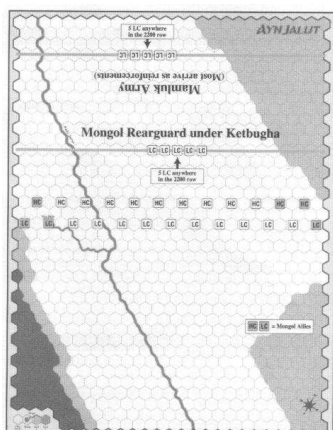 AYN JALUT
5 LC anywhere
in the 2200 row
LC LC LC LC LC
Mamluk Army
(Most arrive as reinforcements)
Mongol Rearguard under Ketbugha
LC LC LC LC LC
5 LC anywhere
in the 2200 row
HC HC HC HC HC HC HC HC HC HC HC
LC LC LC LC LC LC LC LC LC LC LC LC
HC LC = Mongol Allies